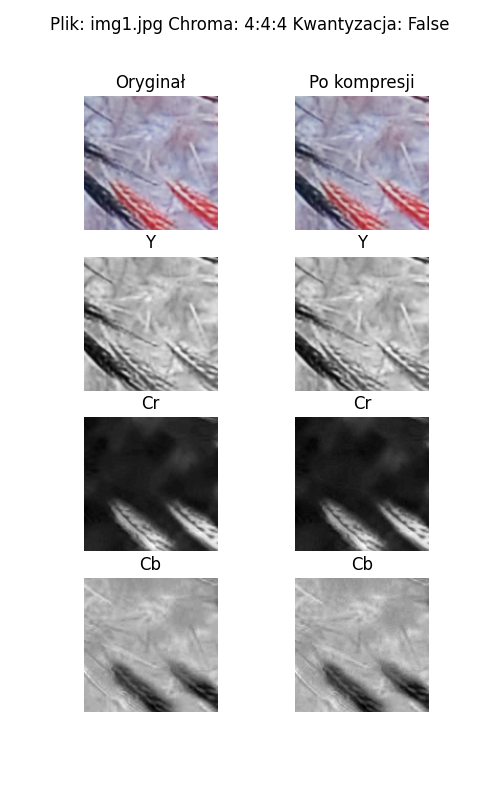 Plik: img1.jpg Chroma: 4:4:4 Kwantyzacja: False
Oryginał Po kompresji
Y Y
Cr Cr
Cb Cb